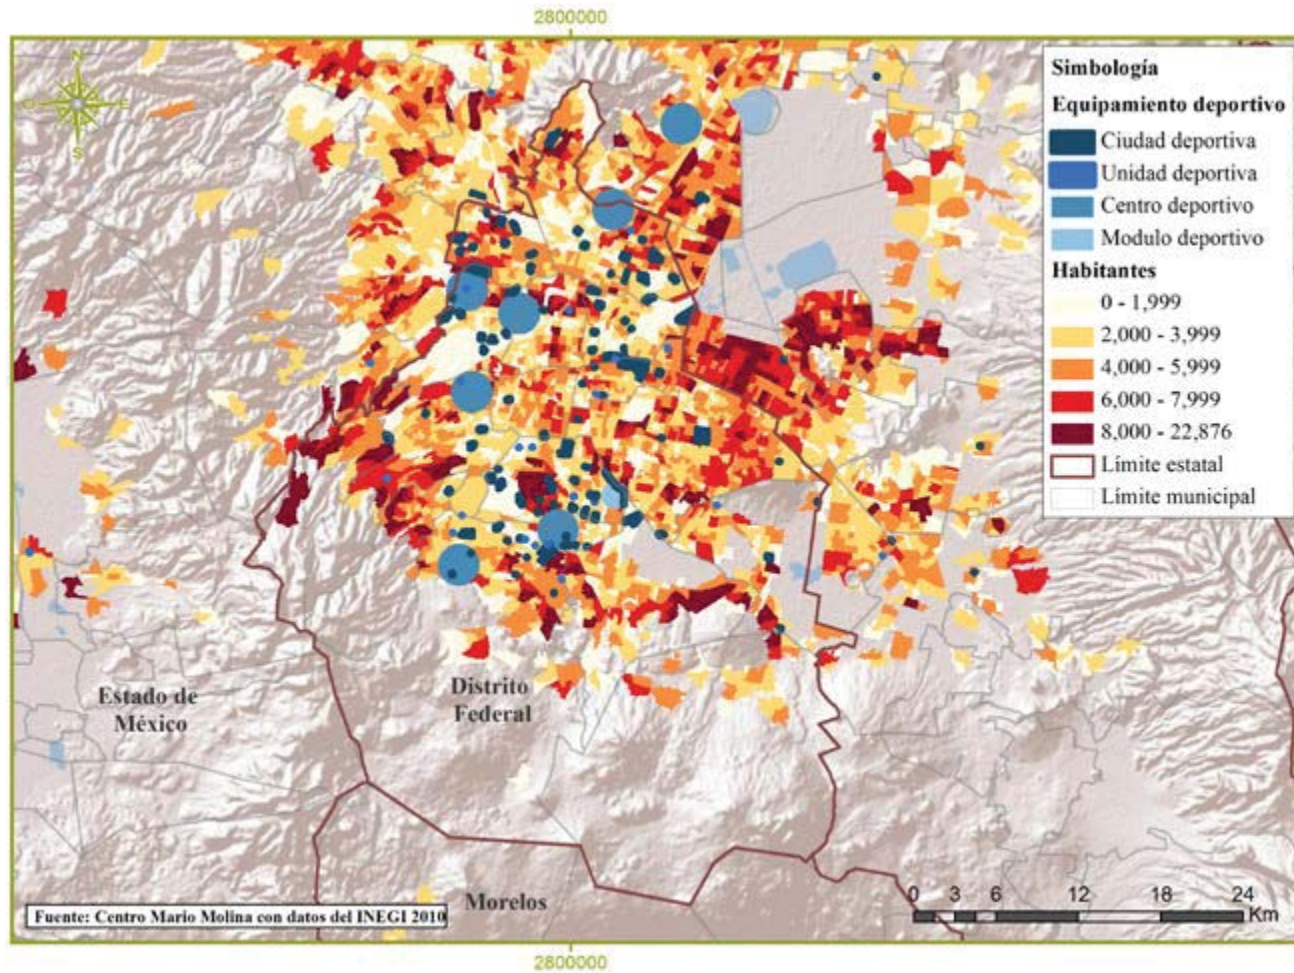 2800000
N
O
E
S
Simbología
Equipamiento deportivo
Ciudad deportiva
Unidad deportiva
Centro deportivo
Modulo deportivo
Habitantes
0 - 1,999
2,000 - 3,999
4,000 - 5,999
6,000 - 7,999
8,000 - 22,876
Límite estatal
Límite municipal
Estado de
México
Distrito
Federal
Morelos
0 3 6 12 18 24
Km
Fuente: Centro Mario Molina con datos del INEGI 2010
2800000